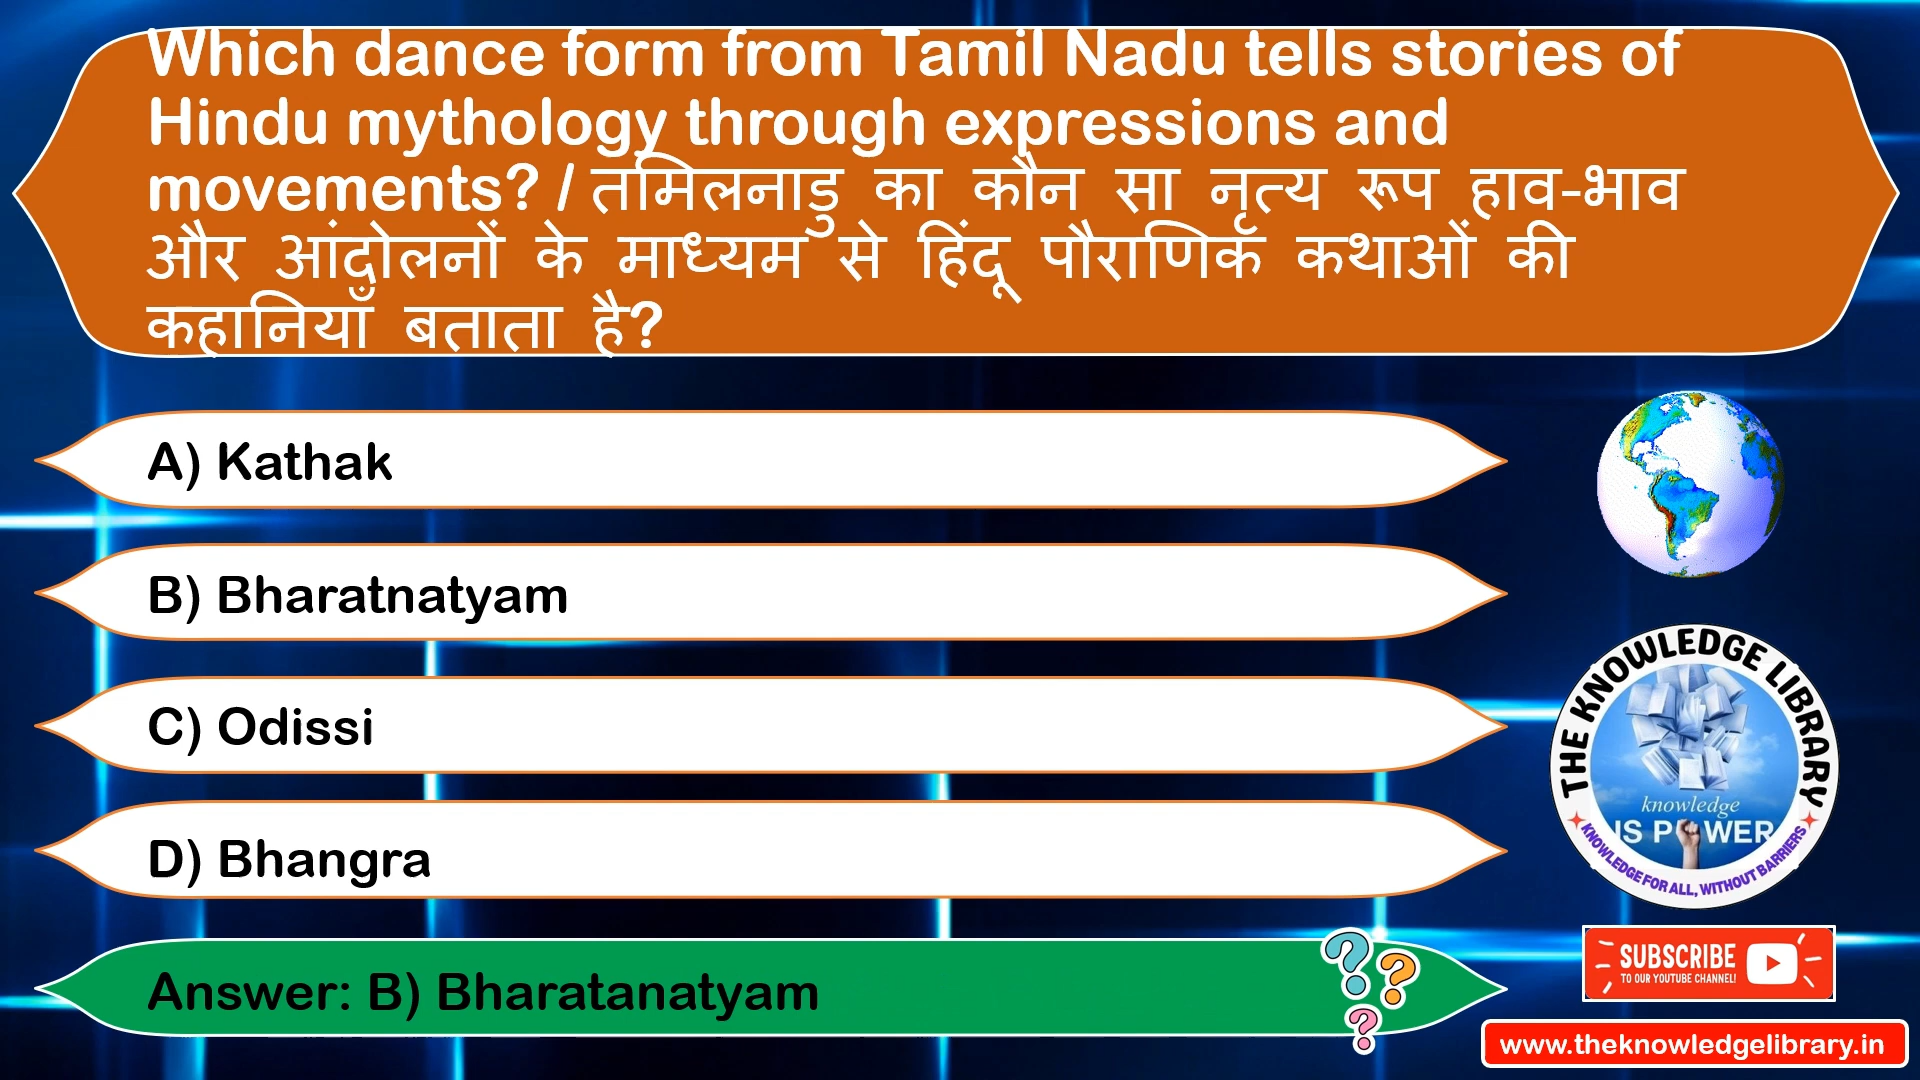 Which dance form from Tamil Nadu tells stories of
Hindu mythology through expressions and
movements? / तमिलनाडु का कौन सा नृत्य रूप हाव-भाव
और आंदोलनों के माध्यम से हिंदू पौराणिक कथाओं की
कहानियाँ बताता है?
A) Kathak
B) Bharatnatyam
C) Odissi
D) Bhangra
Answer: B) Bharatanatyam
THE KNOWLEDGE LIBRARY
knowledge
IS POWER
KNOWLEDGE FOR ALL, WITHOUT BARRIERS
SUBSCRIBE
TO OUR YOUTUBE CHANNEL!
www.theknowledgelibrary.in